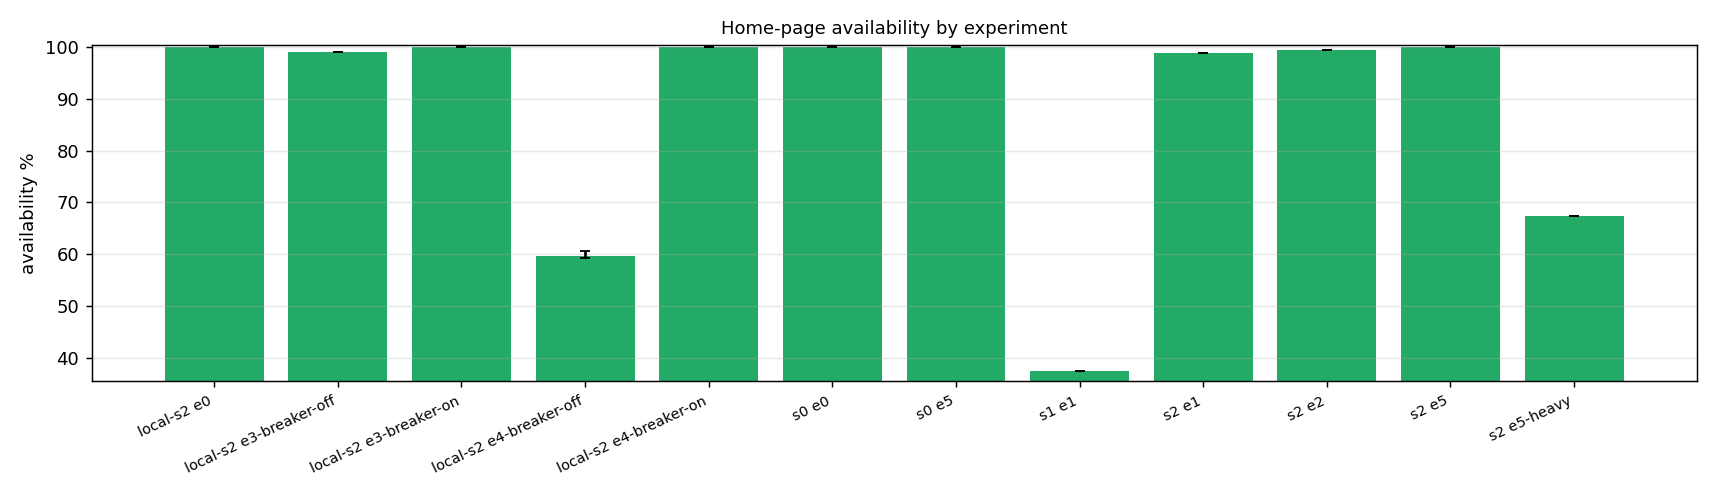 Home-page availability by experiment
availability %
100
90
80
70
60
50
40
local-s2 e0
local-s2 e3-breaker-off
local-s2 e3-breaker-on
local-s2 e4-breaker-off
local-s2 e4-breaker-on
s0 e0
s0 e5
s1 e1
s2 e1
s2 e2
s2 e5
s2 e5-heavy